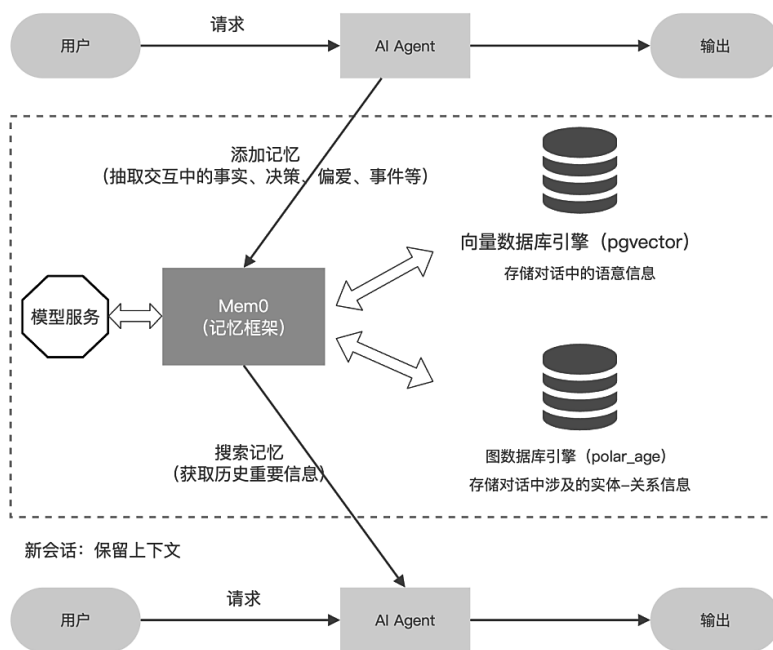 请求
用户
AI Agent
输出
添加记忆
（抽取交互中的事实、决策、偏爱、事件等）
向量数据库引擎（pgvector）
存储对话中的语意信息
模型服务
Mem0
（记忆框架）
搜索记忆
（获取历史重要信息）
图数据库引擎（polar_age）
存储对话中涉及的实体-关系信息
新会话：保留上下文
请求
用户
AI Agent
输出